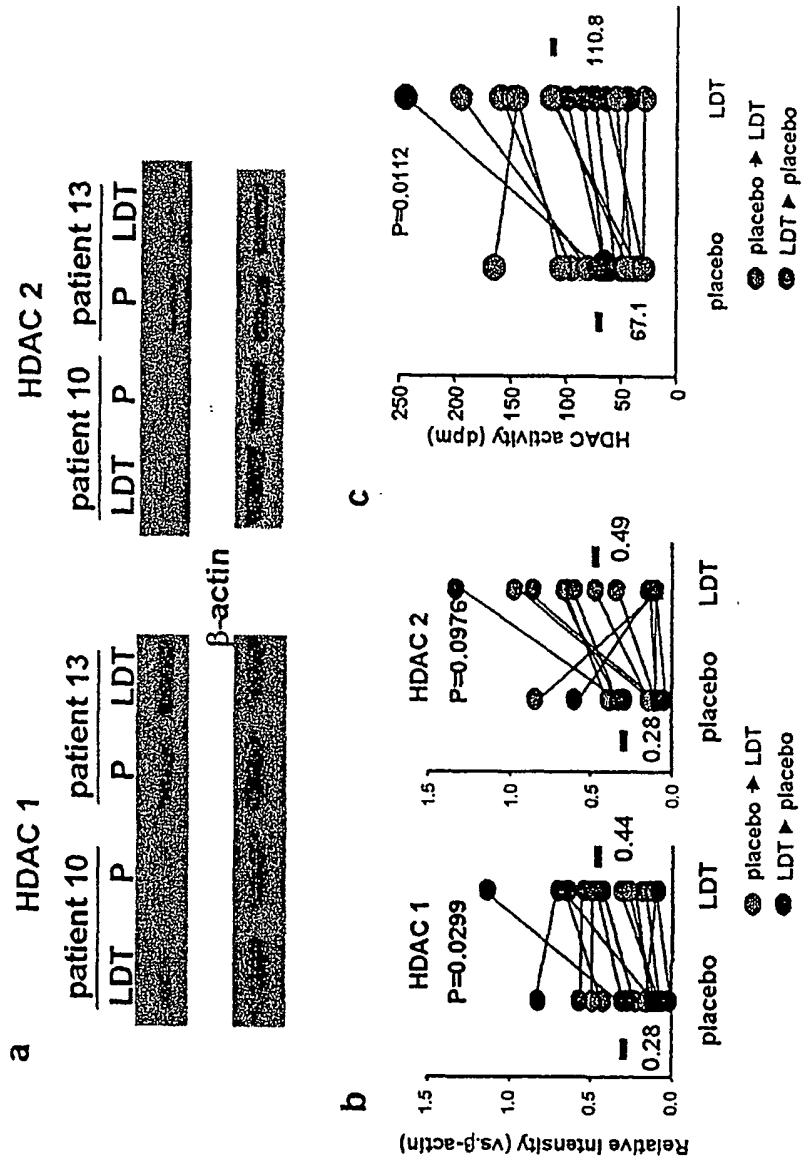 a
HDAC 1
patient 10 patient 13
LDT P P LDT
HDAC 2
patient 10 patient 13
LDT P P LDT
β-actin
b
Relative Intensity (vs.β-actin)
HDAC 1
P=0.0299
1.5
1.0
0.5
0.0
0.28
0.44
placebo LDT
HDAC 2
P=0.0976
1.5
1.0
0.5
0.0
0.28
0.49
placebo LDT
placebo ➔ LDT
LDT ➤ placebo
c
HDAC activity (dpm)
P=0.0112
250
200
150
100
50
0
67.1
110.8
placebo LDT
placebo ➔ LDT
LDT ➤ placebo